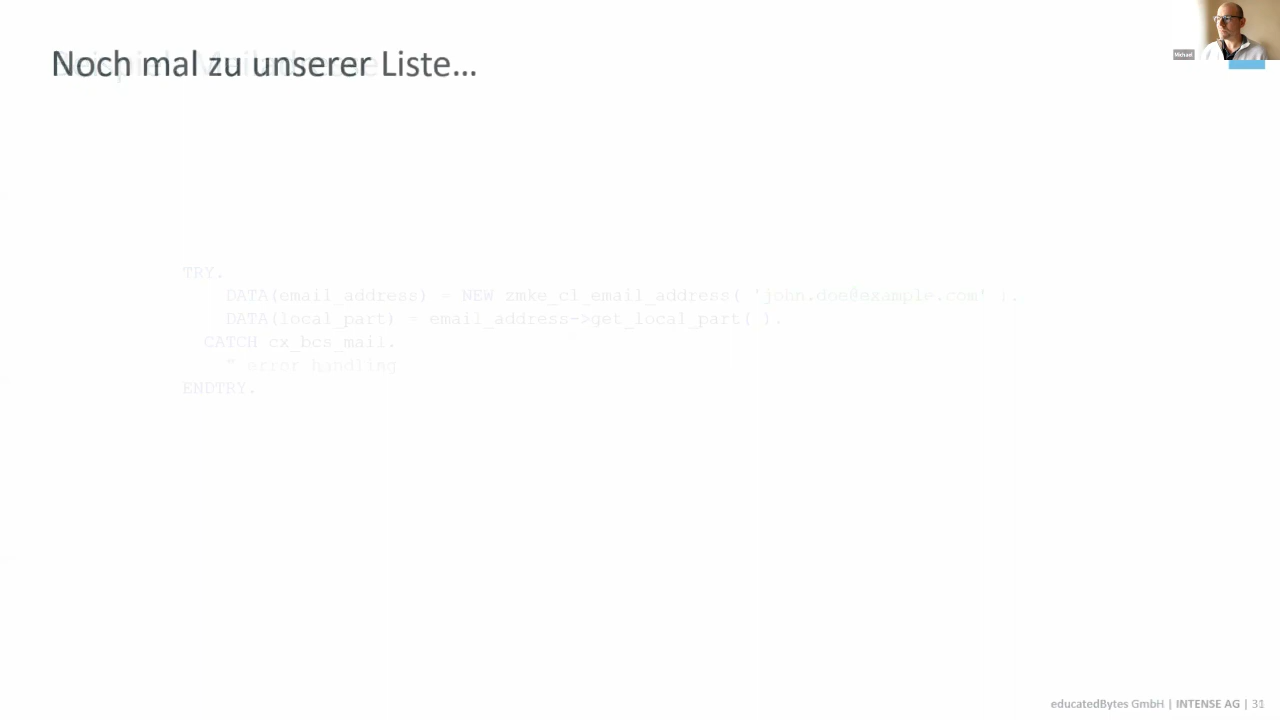 Noch mal zu unserer Liste...
TRY.
DATA(email_address) = NEW zmke_cl_email_address( 'john.doe@example.com' ).
DATA(local_part) = email_address->get_local_part( ).
CATCH cx_bcs_mail.
" error handling
ENDTRY.
Michael
educatedBytes GmbH | INTENSE AG | 31